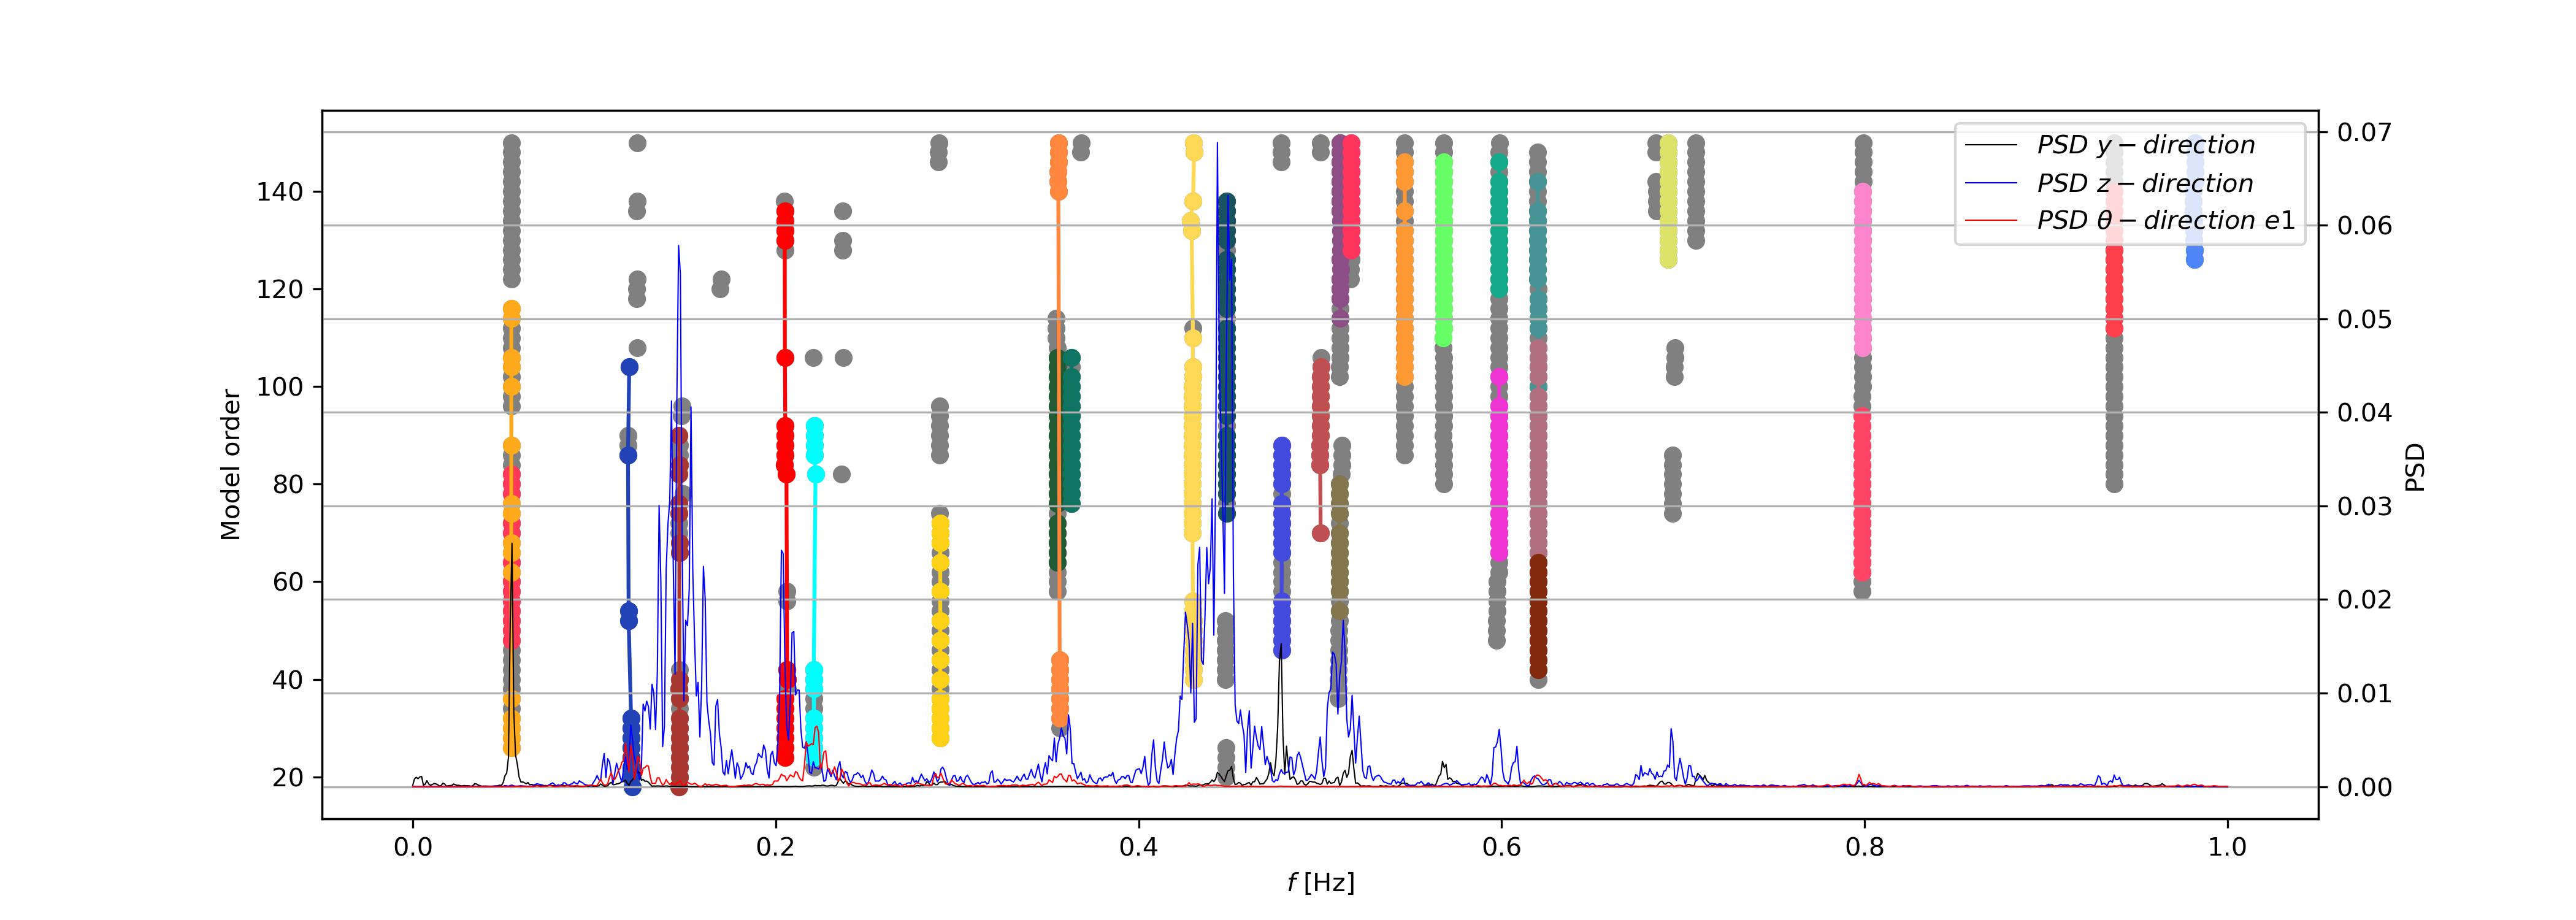 PSD y − direction
PSD z − direction
PSD θ − direction e1
Model order
140
120
100
80
60
40
20
0.07
0.06
0.05
0.04
0.03
0.02
0.01
0.00
PSD
0.0 0.2 0.4 0.6 0.8 1.0
f [Hz]